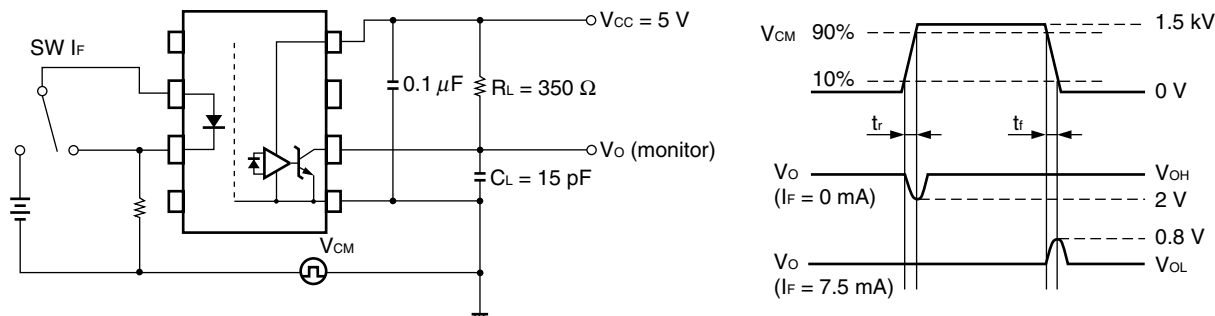 SW IF
VCC = 5 V
0.1 μF
RL = 350 Ω
VO (monitor)
CL = 15 pF
VCM
VCM
90%
10%
1.5 kV
0 V
tr
tf
VO
(IF = 0 mA)
VOH
2 V
0.8 V
VO
(IF = 7.5 mA)
VOL